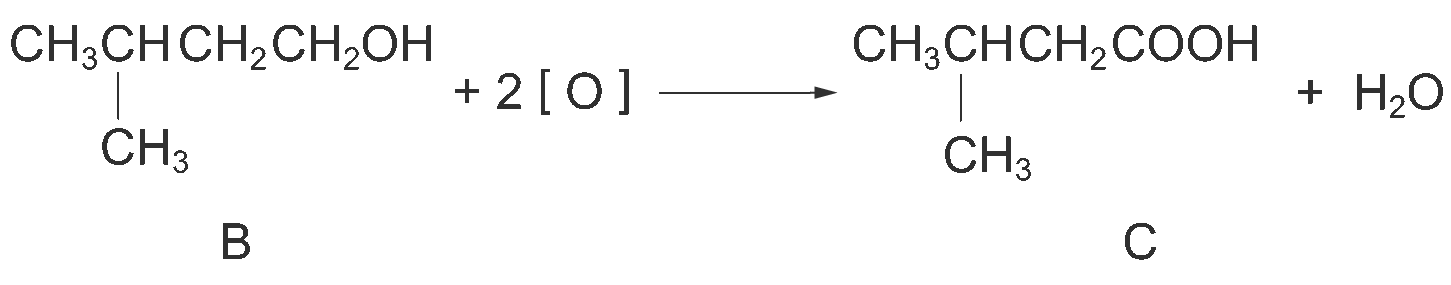 CH₃CHCH₂CH₂OH + 2 [ O ] CH₃CHCH₂COOH + H₂O
CH₃ CH₃
B C